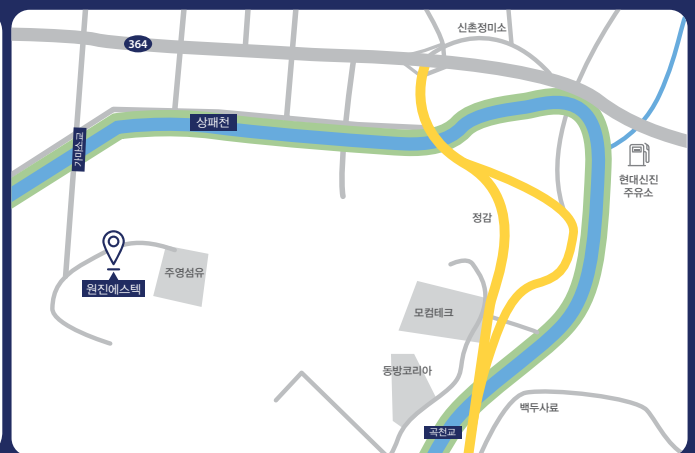 신촌정미소
364
상패천
가미소교
현대신진
주유소
정감
주영섬유
원진에스텍
모컴테크
동방코리아
백두사료
곡천교